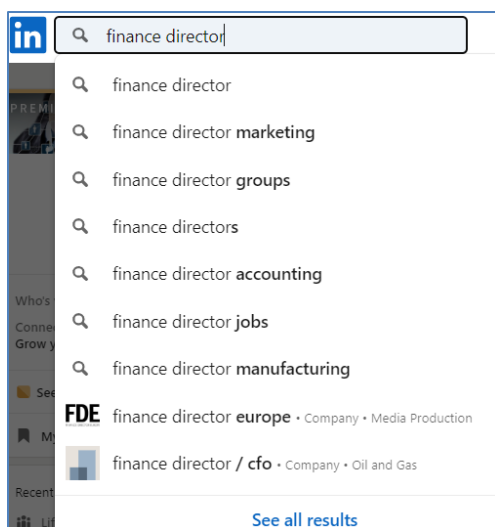 in
finance director
finance director
PREMI
finance director marketing
finance director groups
finance directors
finance director accounting
Who's
finance director jobs
Connec
Grow y
finance director manufacturing
See
FDE finance director europe • Company • Media Production
My
finance director / cfo • Company • Oil and Gas
Recent
See all results